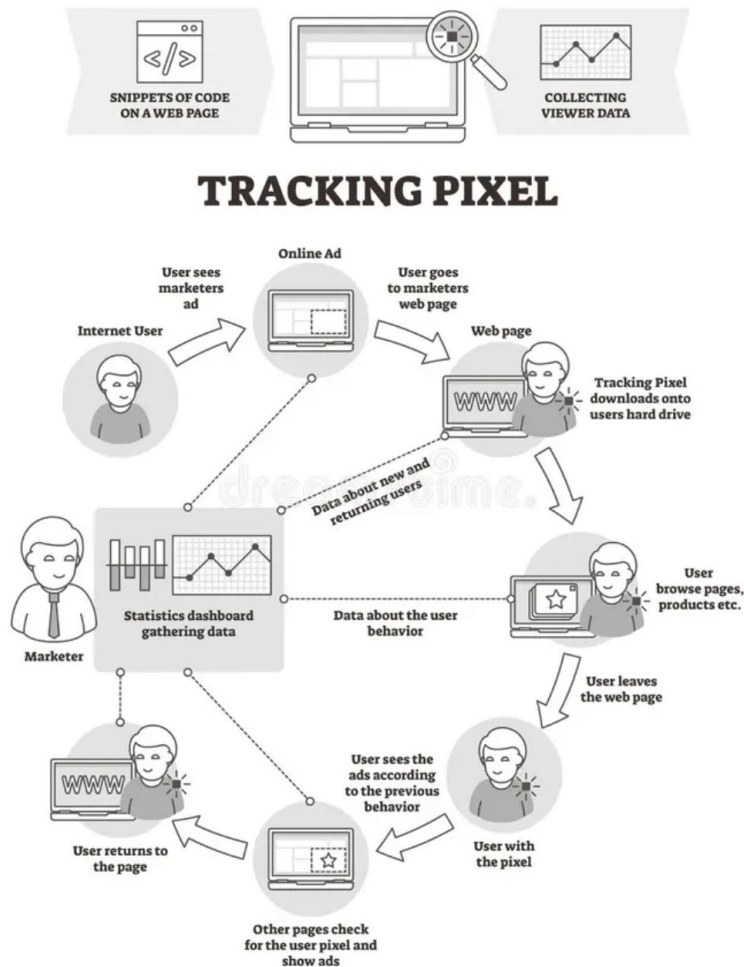 </>
SNIPPETS OF CODE
ON A WEB PAGE
COLLECTING
VIEWER DATA
TRACKING PIXEL
Online Ad
User sees
marketers
ad
User goes
to marketers
web page
Internet User
Web page
WWW
Tracking Pixel
downloads onto
users hard drive
Data about new and
returning users
dreamstime.
User
browse pages,
products etc.
Statistics dashboard
gathering data
Data about the user
behavior
Marketer
User leaves
the web page
User sees the
ads according
to the previous
behavior
WWW
User returns to
the page
User with
the pixel
Other pages check
for the user pixel and
show ads